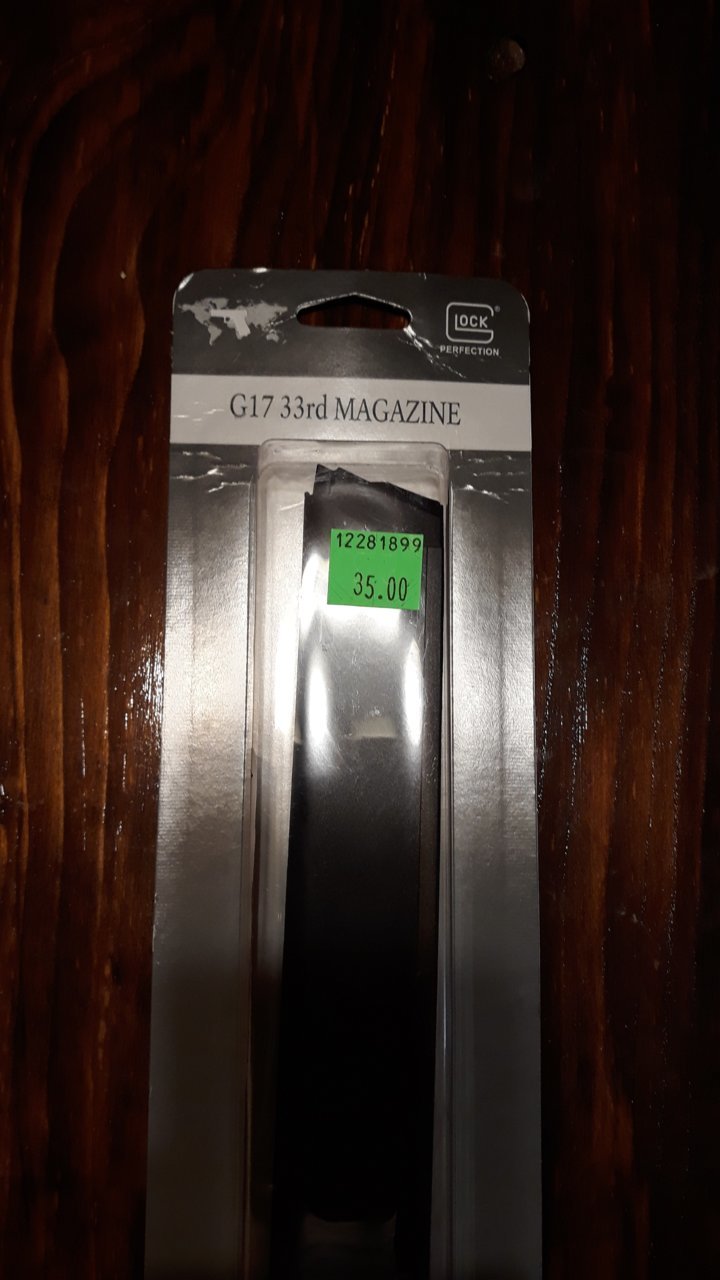 GLOCK®
PERFECTION
G17 33rd MAGAZINE
12281899
35.00